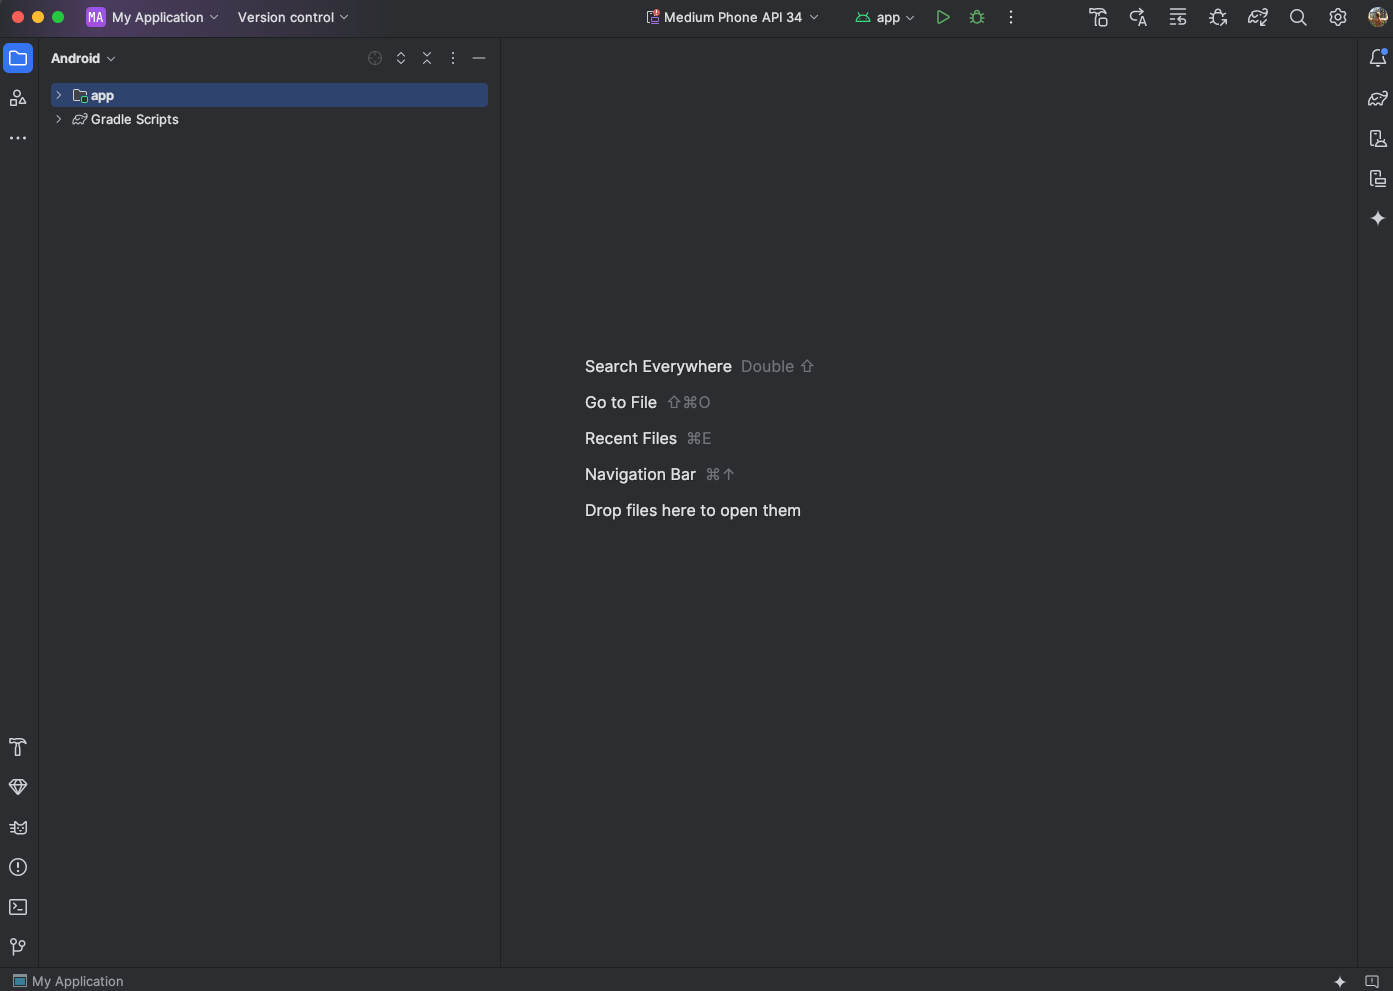 MA My Application Version control Medium Phone API 34 app
Android
app
Gradle Scripts
Search Everywhere Double ⇧
Go to File ⇧⌘O
Recent Files ⌘E
Navigation Bar ⌘↑
Drop files here to open them
My Application